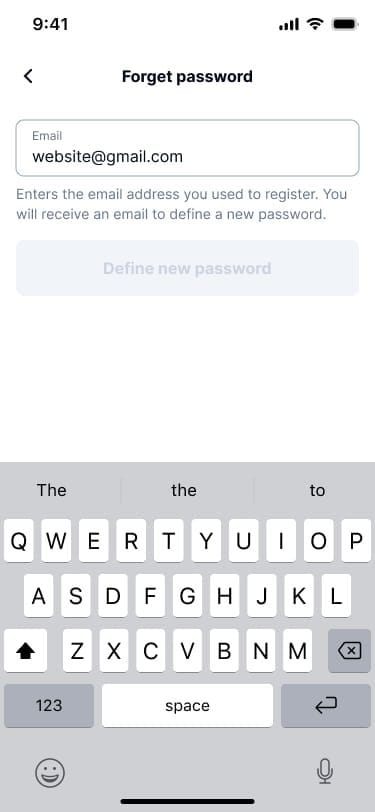 9:41
Forget password
Email
website@gmail.com
Enters the email address you used to register. You
will receive an email to define a new password.
Define new password
The the to
Q W E R T Y U I O P
A S D F G H J K L
Z X C V B N M
123 space